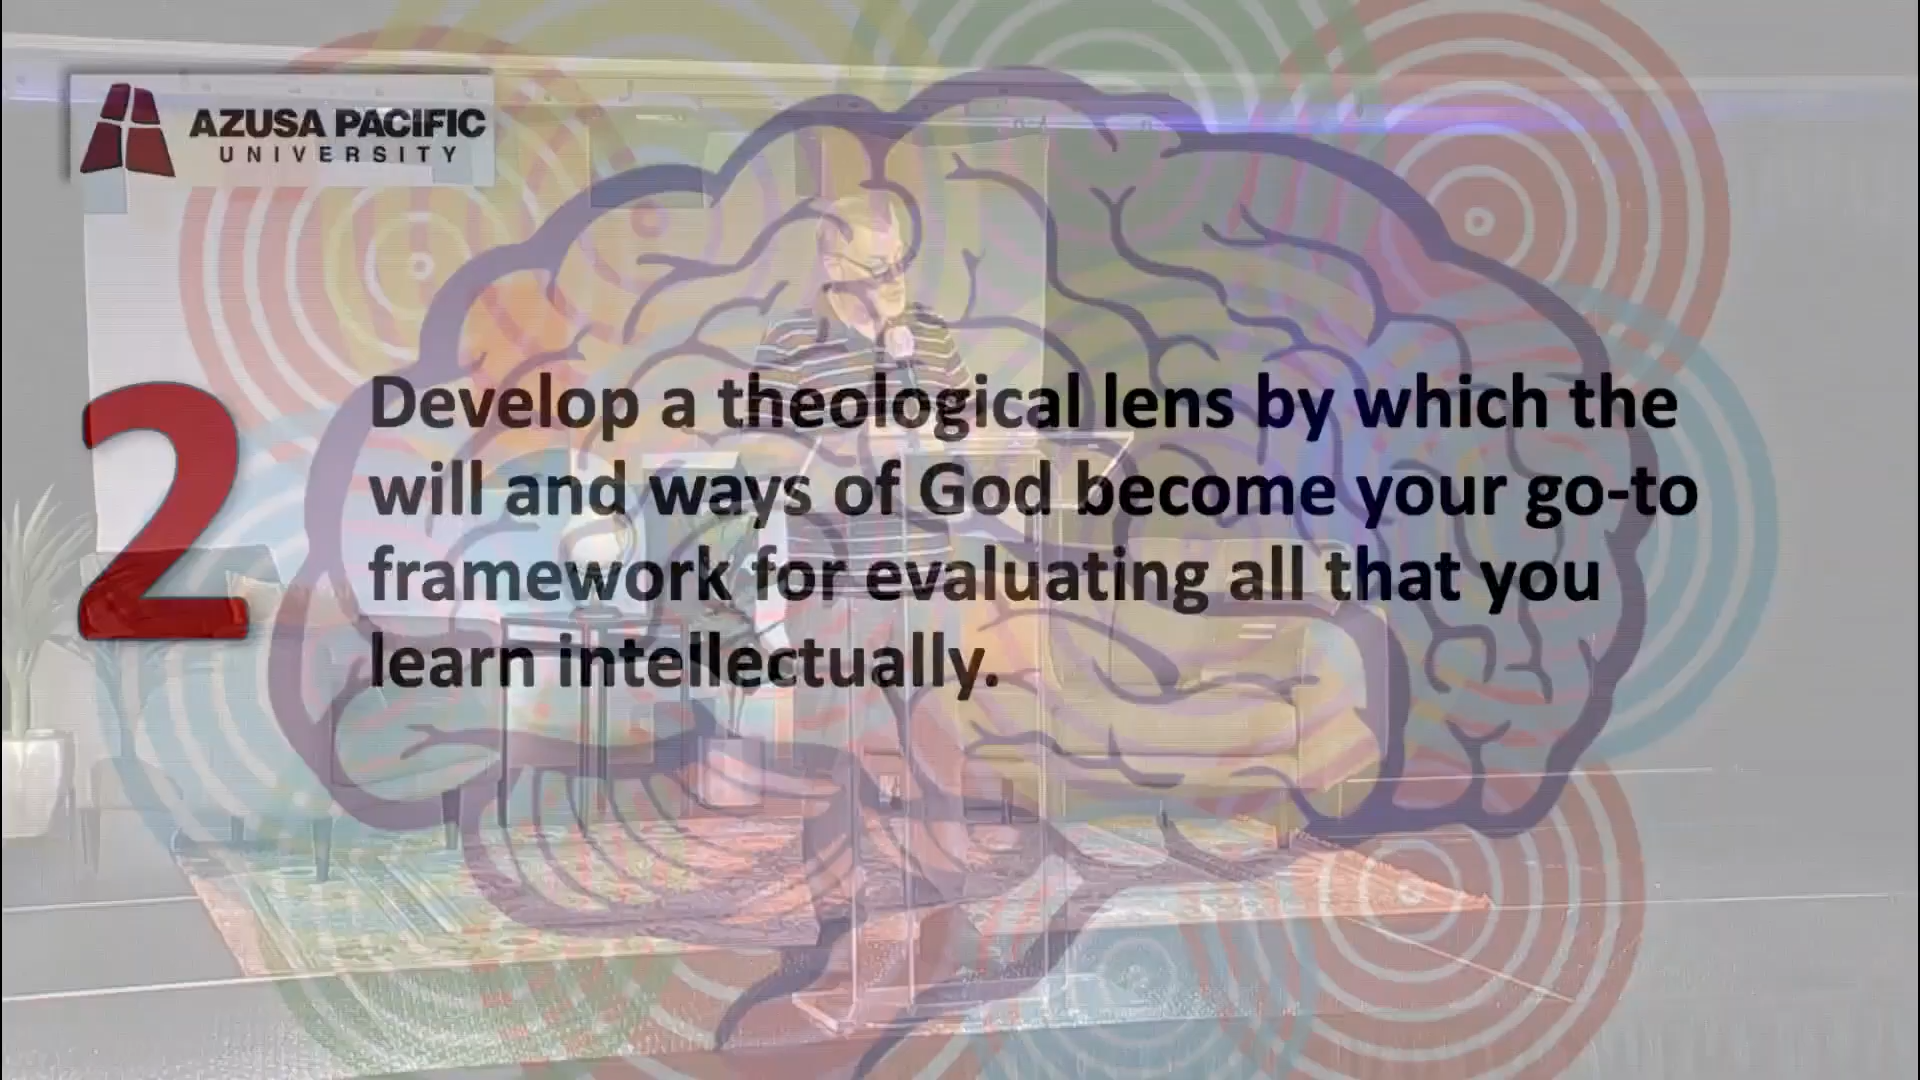 AZUSA PACIFIC
UNIVERSITY
2
Develop a theological lens by which the
will and ways of God become your go-to
framework for evaluating all that you
learn intellectually.